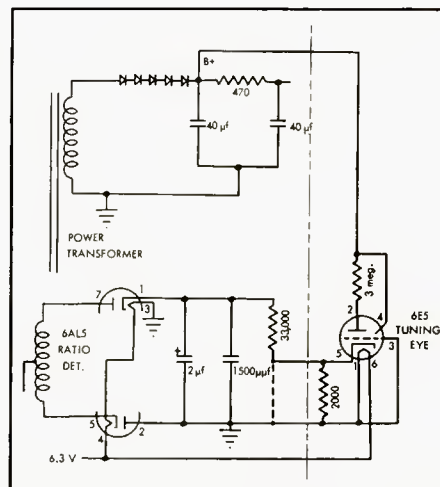 B+
470
40 µf
40 µf
POWER
TRANSFORMER
3 meg.
2
4
6E5
TUNING
EYE
5
3
1
6
7
1
3
6AL5
RATIO
DET.
2 µf
1500µµf
33,000
2000
5
4
2
6.3 V